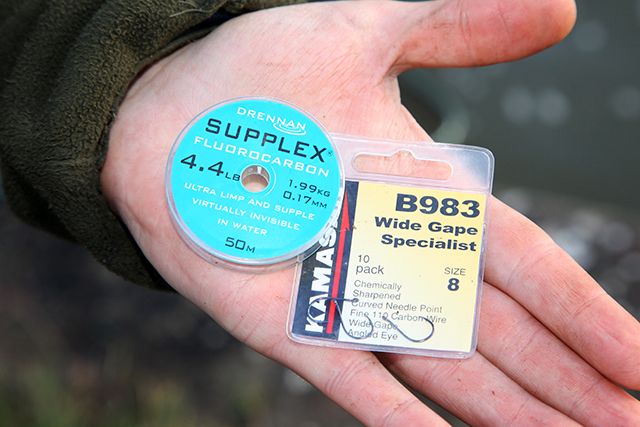 DRENNAN
SUPPLEX®
FLUOROCARBON
4.4LB
1.99KG
0.17MM
ULTRA LIMP AND SUPPLE
VIRTUALLY INVISIBLE
IN WATER
50M
B983
Wide Gape
Specialist
10
pack
SIZE
8
Chemically
Sharpened
Curved Needle Point
Fine 110 Carbon Wire
Wide Gape
Angled Eye
KAMASAN